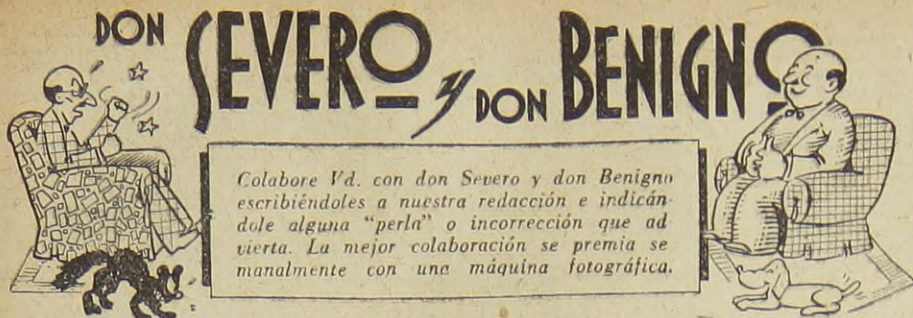 DON SEVERO y DON BENIGNO
Colabore Vd. con don Severo y don Benigno
escribiéndoles a nuestra redacción e indicán-
dole alguna "perla" o incorrección que ad
vierta. La mejor colaboración se premia se
manalmente con una máquina fotográfica.